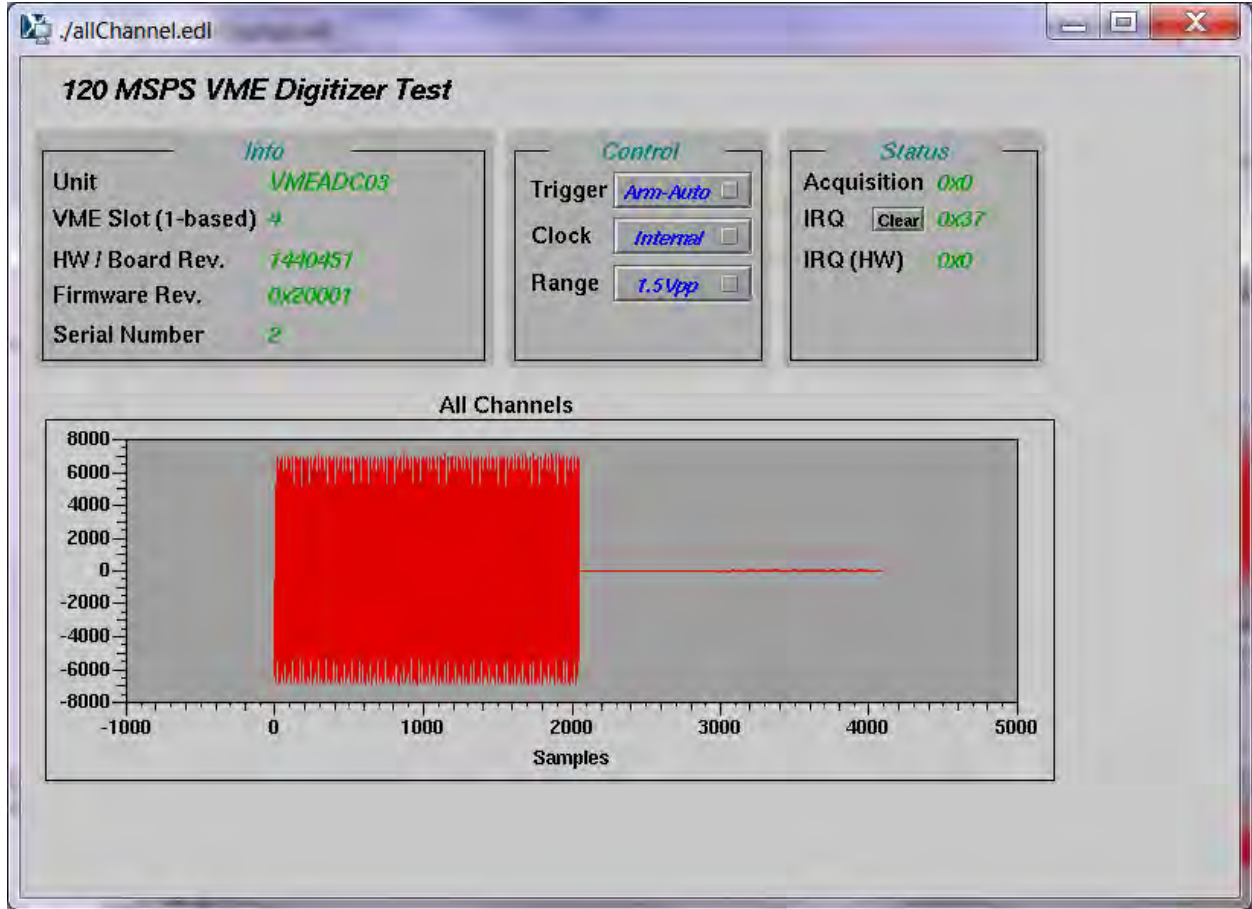 ./allChannel.edl
120 MSPS VME Digitizer Test
Info
Unit VMEADC03
VME Slot (1-based) 4
HW / Board Rev. 1440451
Firmware Rev. 0x20001
Serial Number 2
Control
Trigger Arm-Auto
Clock Internal
Range 1.5Vpp
Status
Acquisition 0x0
IRQ Clear 0x37
IRQ (HW) 0x0
All Channels
8000
6000
4000
2000
0
-2000
-4000
-6000
-8000
-1000 0 1000 2000 3000 4000 5000
Samples